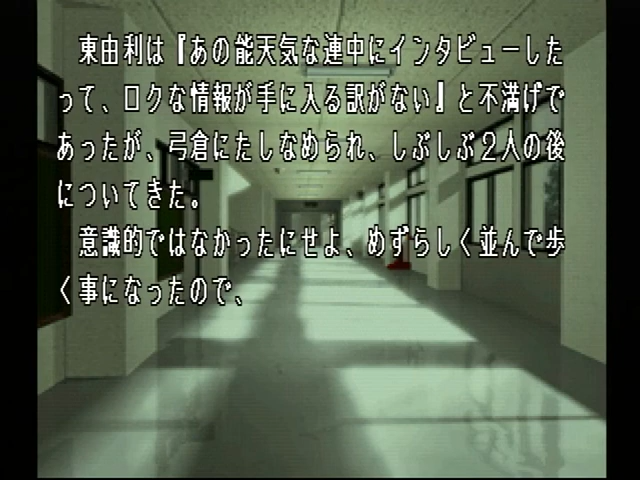 東由利は『あの能天気な連中にインタビューした
って、ロクな情報が手に入る訳がない』と不満げで
あったが、弓倉にたしなめられ、しぶしぶ２人の後
についてきた。
意識的ではなかったにせよ、めずらしく並んで歩
く事になったので、